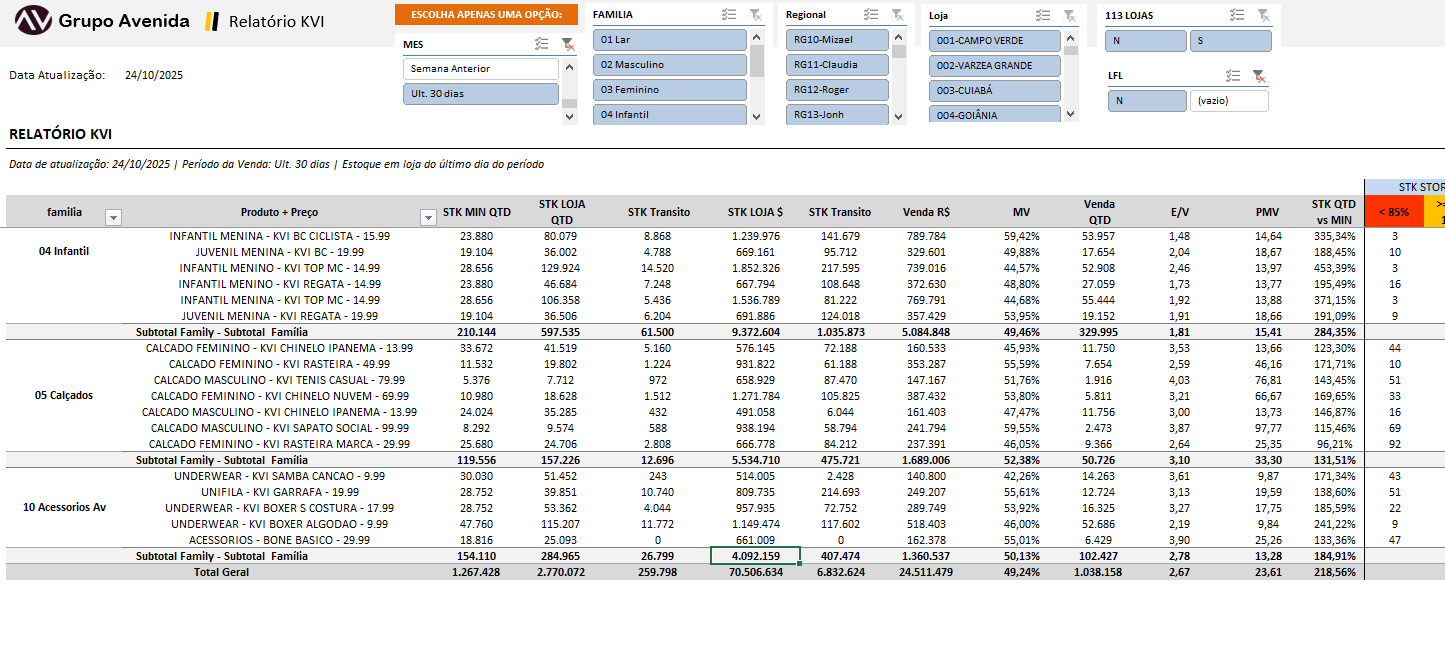 Grupo Avenida Relatório KVI
Data Atualização: 24/10/2025
ESCOLHA APENAS UMA OPÇÃO:
MES
Semana Anterior
Ult. 30 dias
FAMILIA
01 Lar
02 Masculino
03 Feminino
04 Infantil
Regional
RG10-Mizael
RG11-Claudia
RG12-Roger
RG13-Jonh
Loja
001-CAMPO VERDE
002-VARZEA GRANDE
003-CUIABÁ
004-GOIÂNIA
113 LOJAS
N S
LFL
N (vazio)
RELATÓRIO KVI
Data de atualização: 24/10/2025 | Período da Venda: Ult. 30 dias | Estoque em loja do último dia do período
STK STOR
familia Produto + Preço STK MIN QTD STK LOJA QTD STK Transito STK LOJA $ STK Transito Venda R$ MV Venda QTD E/V PMV STK QTD vs MIN < 85% >= 1
INFANTIL MENINA - KVI BC CICLISTA - 15.99 23.880 80.079 8.868 1.239.976 141.679 789.784 59,42% 53.957 1,48 14,64 335,34% 3
04 Infantil JUVENIL MENINA - KVI BC - 19.99 19.104 36.002 4.788 669.161 95.712 329.601 49,88% 17.654 2,04 18,67 188,45% 10
INFANTIL MENINO - KVI TOP MC - 14.99 28.656 129.924 14.520 1.852.326 217.595 739.016 44,57% 52.908 2,46 13,97 453,39% 3
INFANTIL MENINO - KVI REGATA - 14.99 23.880 46.684 7.248 667.794 108.648 372.630 48,80% 27.059 1,73 13,77 195,49% 16
INFANTIL MENINA - KVI TOP MC - 14.99 28.656 106.358 5.436 1.536.789 81.222 769.791 44,68% 55.444 1,92 13,88 371,15% 3
JUVENIL MENINA - KVI REGATA - 19.99 19.104 36.506 6.204 691.886 124.018 357.429 53,95% 19.152 1,91 18,66 191,09% 9
Subtotal Family - Subtotal Família 210.144 597.535 61.500 9.372.604 1.035.873 5.084.848 49,46% 329.995 1,81 15,41 284,35%
CALCADO FEMININO - KVI CHINELO IPANEMA - 13.99 33.672 41.519 5.160 576.145 72.188 160.533 45,93% 11.750 3,53 13,66 123,30% 44
CALCADO FEMININO - KVI RASTEIRA - 49.99 11.532 19.802 1.224 931.822 61.188 353.287 55,59% 7.654 2,59 46,16 171,71% 10
CALCADO MASCULINO - KVI TENIS CASUAL - 79.99 5.376 7.712 972 658.929 87.470 147.167 51,76% 1.916 4,03 76,81 143,45% 51
05 Calçados CALCADO FEMININO - KVI CHINELO NUVEM - 69.99 10.980 18.628 1.512 1.271.784 105.825 387.432 53,80% 5.811 3,21 66,67 169,65% 33
CALCADO MASCULINO - KVI CHINELO IPANEMA - 13.99 24.024 35.285 432 491.058 6.044 161.403 47,47% 11.756 3,00 13,73 146,87% 16
CALCADO MASCULINO - KVI SAPATO SOCIAL - 99.99 8.292 9.574 588 938.194 58.794 241.794 59,55% 2.473 3,87 97,77 115,46% 69
CALCADO FEMININO - KVI RASTEIRA MARCA - 29.99 25.680 24.706 2.808 666.778 84.212 237.391 46,05% 9.366 2,64 25,35 96,21% 92
Subtotal Family - Subtotal Família 119.556 157.226 12.696 5.534.710 475.721 1.689.006 52,38% 50.726 3,10 33,30 131,51%
UNDERWEAR - KVI SAMBA CANCAO - 9.99 30.030 51.452 243 514.005 2.428 140.800 42,26% 14.263 3,61 9,87 171,34% 43
UNIFILA - KVI GARRAFA - 19.99 28.752 39.851 10.740 809.735 214.693 249.207 55,61% 12.724 3,13 19,59 138,60% 51
10 Acessorios Av UNDERWEAR - KVI BOXER S COSTURA - 17.99 28.752 53.362 4.044 957.935 72.752 289.749 53,92% 16.325 3,27 17,75 185,59% 22
UNDERWEAR - KVI BOXER ALGODAO - 9.99 47.760 115.207 11.772 1.149.474 117.602 518.403 46,00% 52.686 2,19 9,84 241,22% 9
ACESSORIOS - BONE BASICO - 29.99 18.816 25.093 0 661.009 0 162.378 55,01% 6.429 3,90 25,26 133,36% 47
Subtotal Family - Subtotal Família 154.110 284.965 26.799 4.092.159 407.474 1.360.537 50,13% 102.427 2,78 13,28 184,91%
Total Geral 1.267.428 2.770.072 259.798 70.506.634 6.832.624 24.511.479 49,24% 1.038.158 2,67 23,61 218,56%